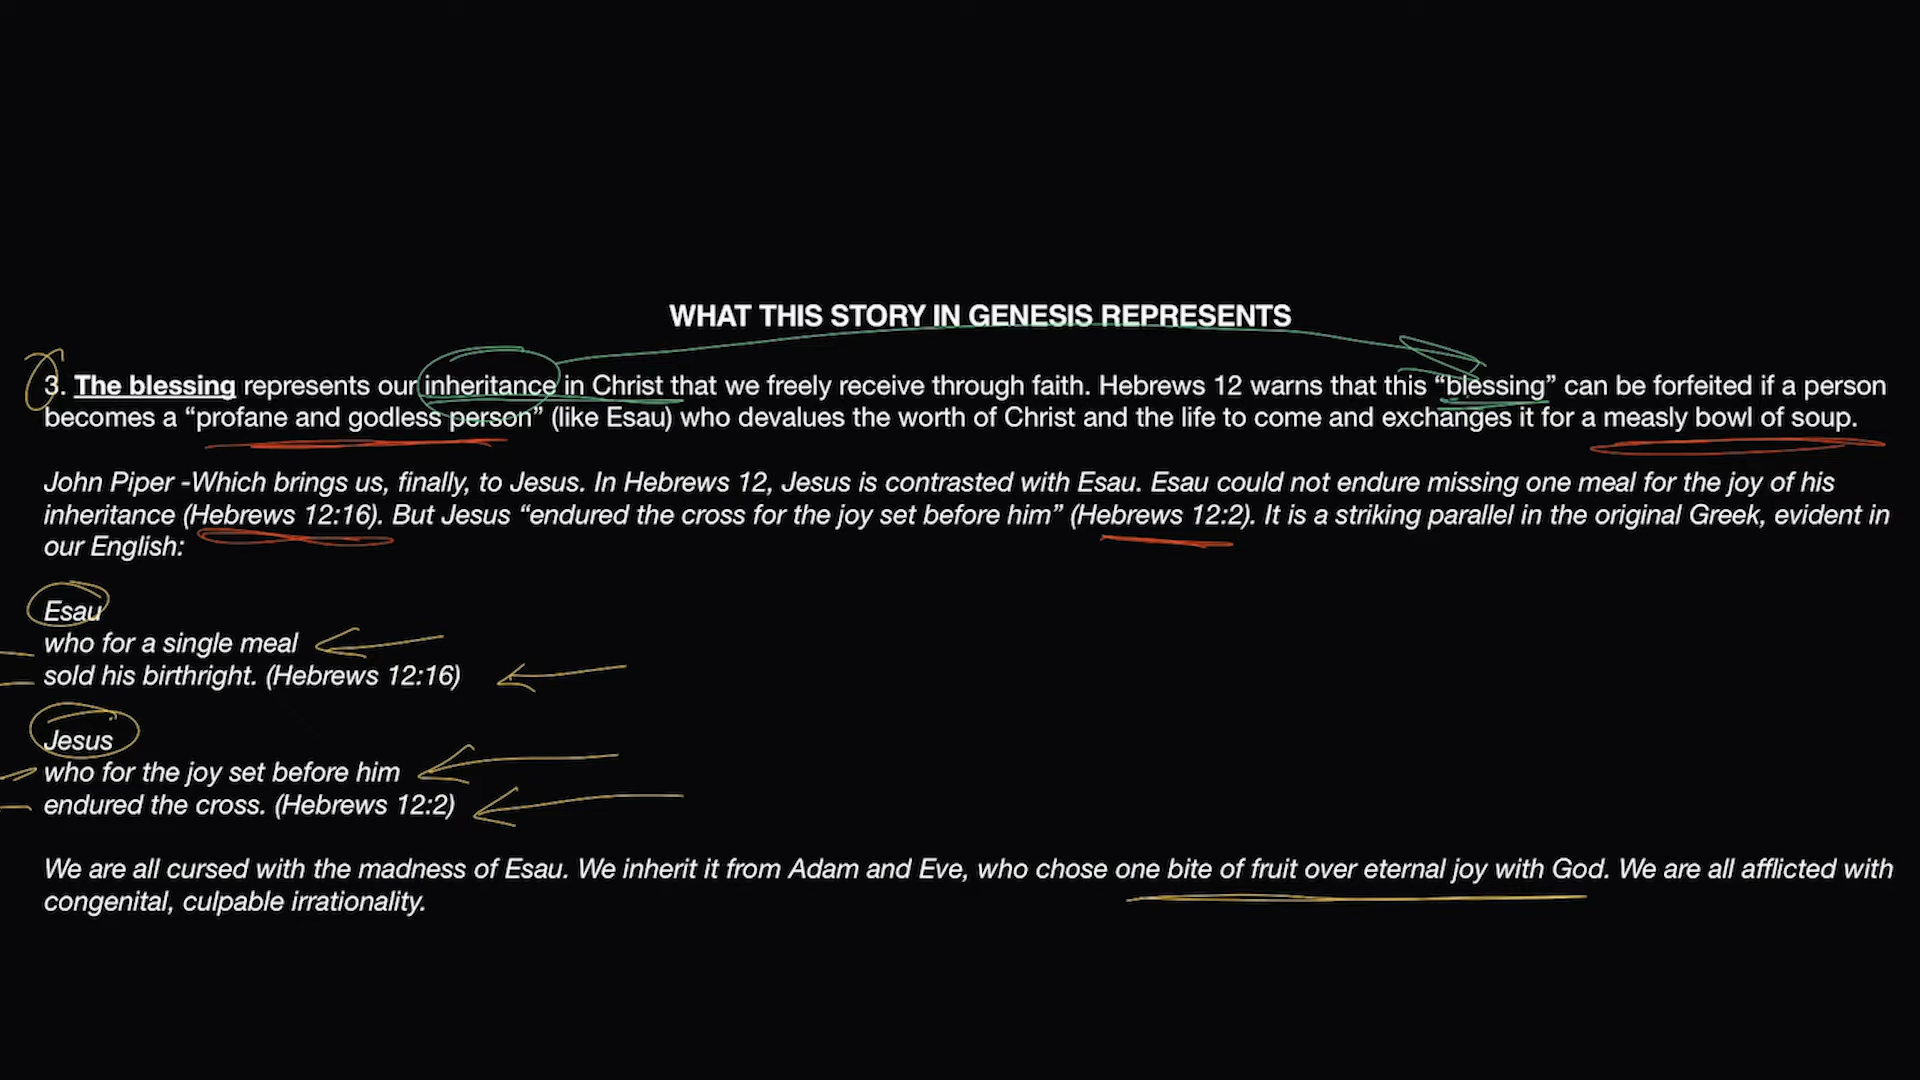 WHAT THIS STORY IN GENESIS REPRESENTS
3. The blessing represents our inheritance in Christ that we freely receive through faith. Hebrews 12 warns that this “blessing” can be forfeited if a person
becomes a “profane and godless person” (like Esau) who devalues the worth of Christ and the life to come and exchanges it for a measly bowl of soup.
John Piper -Which brings us, finally, to Jesus. In Hebrews 12, Jesus is contrasted with Esau. Esau could not endure missing one meal for the joy of his
inheritance (Hebrews 12:16). But Jesus “endured the cross for the joy set before him” (Hebrews 12:2). It is a striking parallel in the original Greek, evident in
our English:
Esau
who for a single meal
sold his birthright. (Hebrews 12:16)
Jesus
who for the joy set before him
endured the cross. (Hebrews 12:2)
We are all cursed with the madness of Esau. We inherit it from Adam and Eve, who chose one bite of fruit over eternal joy with God. We are all afflicted with
congenital, culpable irrationality.